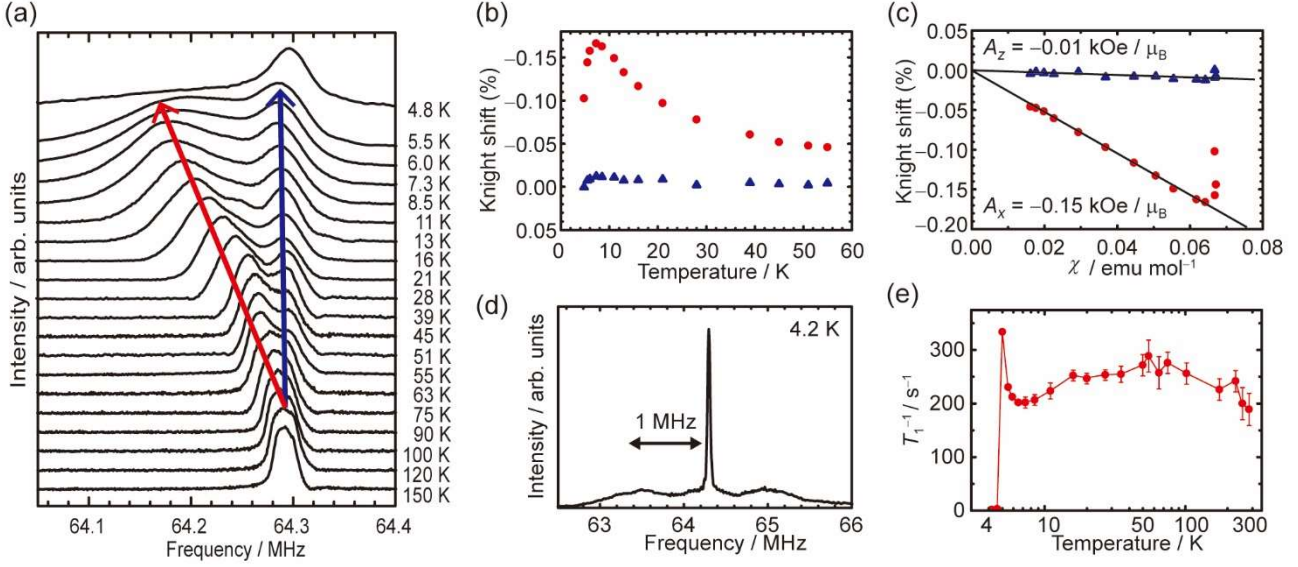 (a)
Intensity / arb. units
4.8 K
5.5 K
6.0 K
7.3 K
8.5 K
11 K
13 K
16 K
21 K
28 K
39 K
45 K
51 K
55 K
63 K
75 K
90 K
100 K
120 K
150 K
64.1 64.2 64.3 64.4
Frequency / MHz
(b)
Knight shift (%)
−0.15
−0.10
−0.05
0.00
0.05
0 10 20 30 40 50 60
Temperature / K
(c)
Knight shift (%)
0.05
0.00
−0.05
−0.10
−0.15
−0.20
A_z = −0.01 kOe / μ_B
A_x = −0.15 kOe / μ_B
0.00 0.02 0.04 0.06 0.08
χ / emu mol⁻¹
(d)
Intensity / arb. units
4.2 K
1 MHz
63 64 65 66
Frequency / MHz
(e)
T₁⁻¹ / s⁻¹
300
200
100
0
4 10 50 100 300
Temperature / K